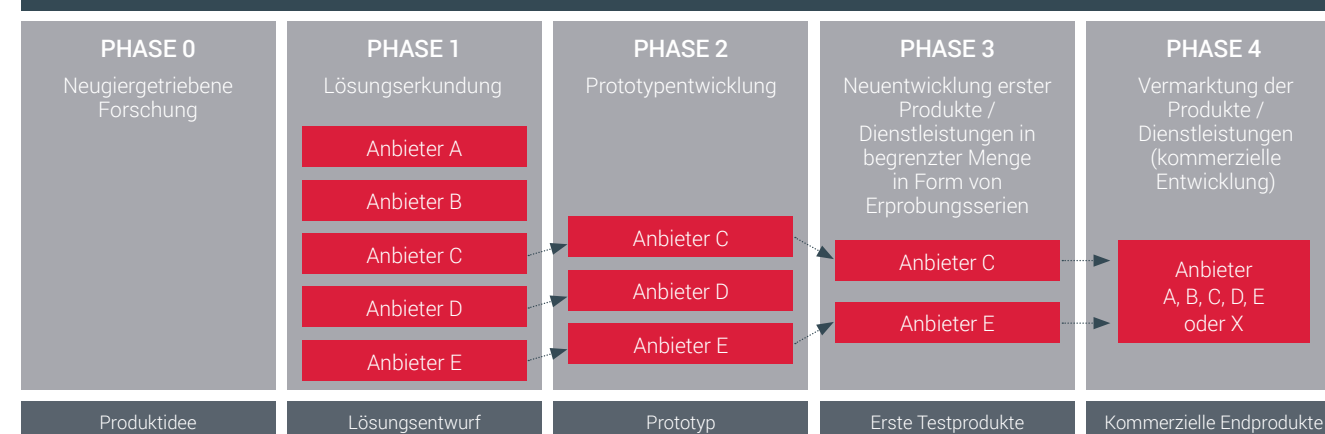 PHASE 0
Neugiergetriebene
Forschung
PHASE 1
Lösungserkundung
Anbieter A
Anbieter B
Anbieter C
Anbieter D
Anbieter E
PHASE 2
Prototypentwicklung
Anbieter C
Anbieter D
Anbieter E
PHASE 3
Neuentwicklung erster
Produkte /
Dienstleistungen in
begrenzter Menge
in Form von
Erprobungsserien
Anbieter C
Anbieter E
PHASE 4
Vermarktung der
Produkte /
Dienstleistungen
(kommerzielle
Entwicklung)
Anbieter
A, B, C, D, E
oder X
Produktidee
Lösungsentwurf
Prototyp
Erste Testprodukte
Kommerzielle Endprodukte